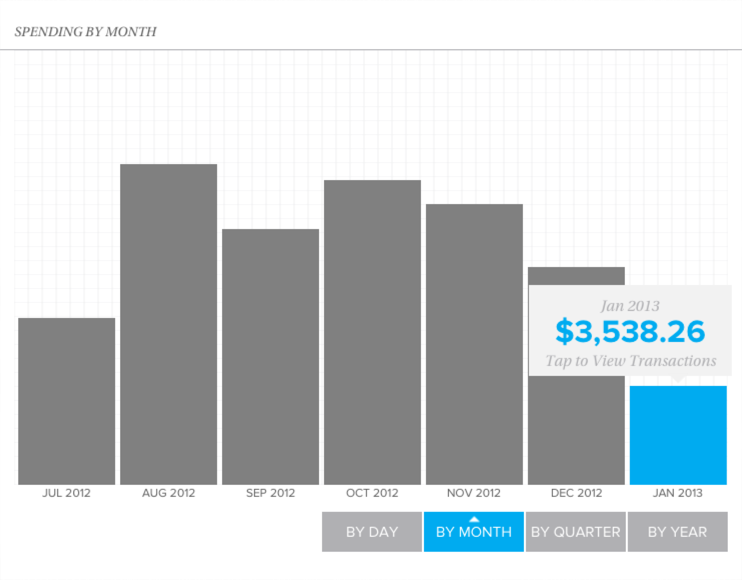 SPENDING BY MONTH
Jan 2013
$3,538.26
Tap to View Transactions
JUL 2012 AUG 2012 SEP 2012 OCT 2012 NOV 2012 DEC 2012 JAN 2013
BY DAY BY MONTH BY QUARTER BY YEAR